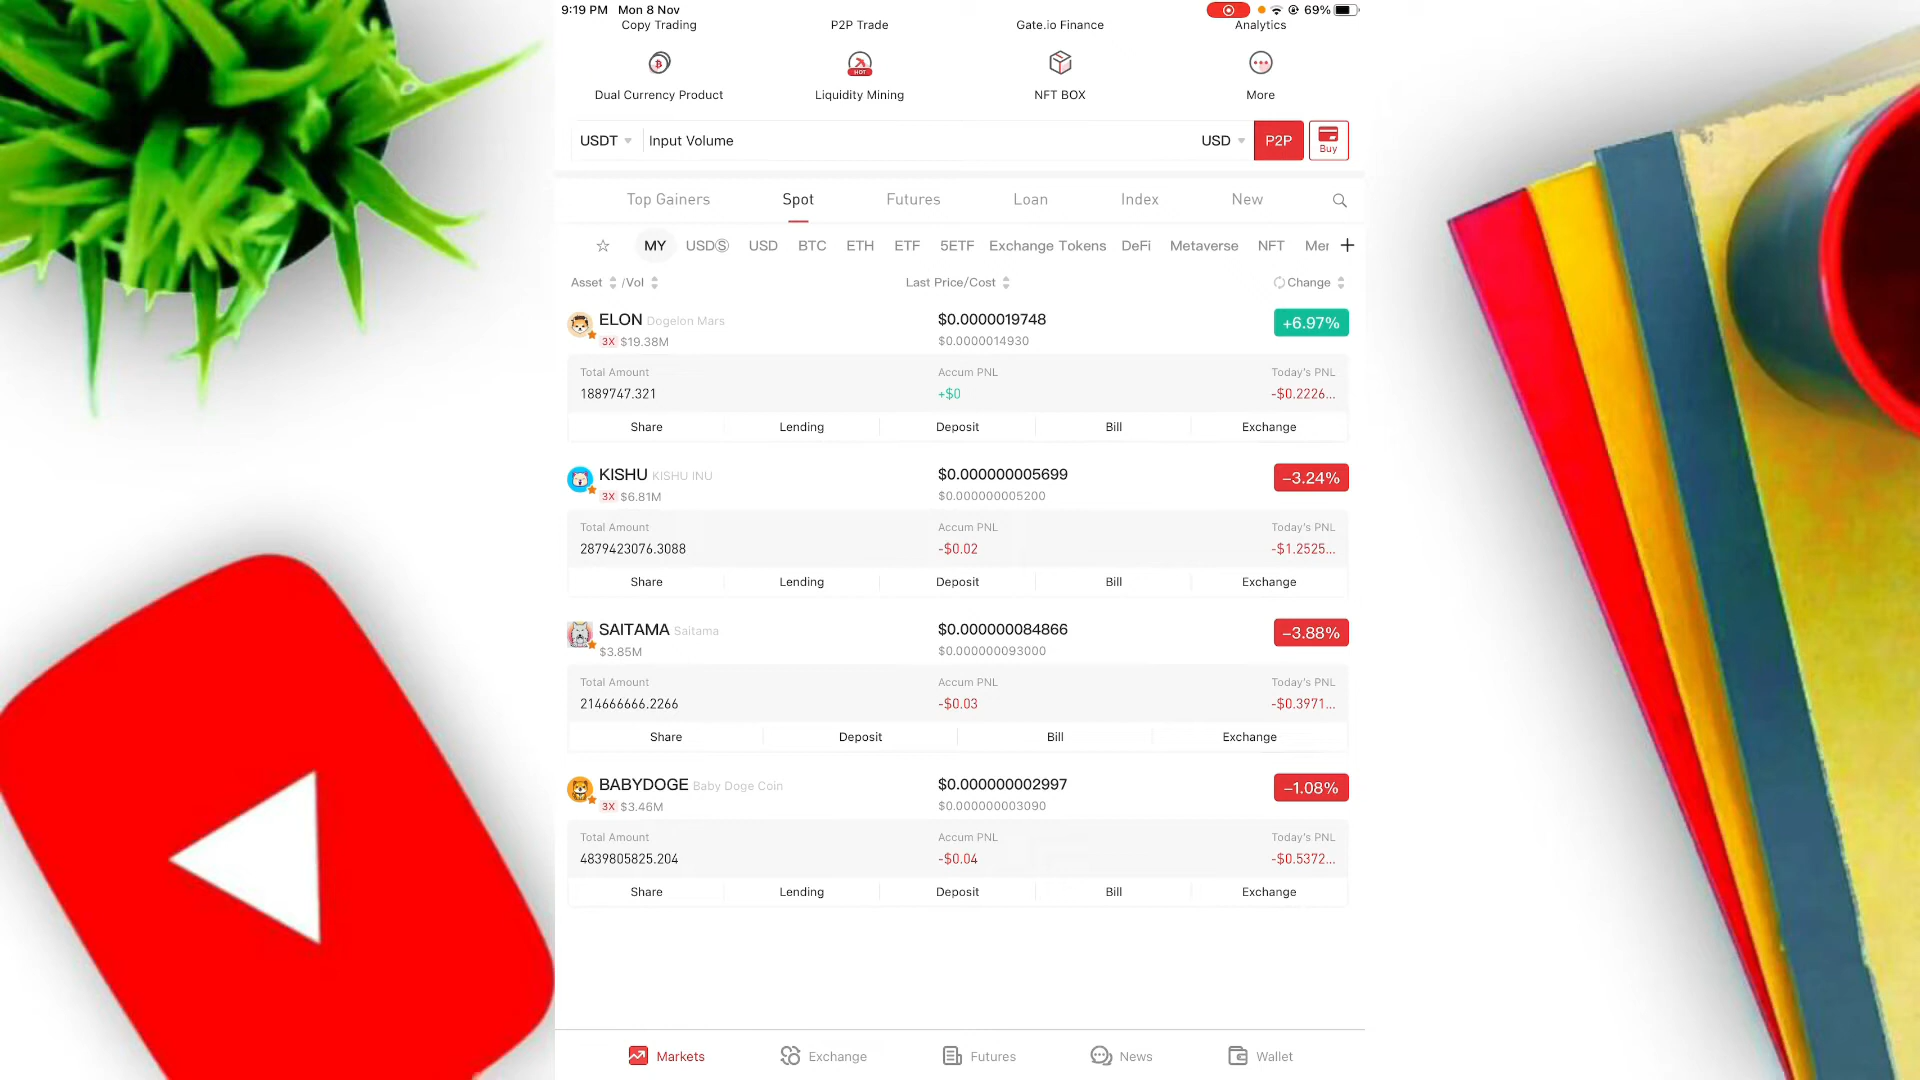 9:19 PM Mon 8 Nov 69%
Copy Trading P2P Trade Gate.io Finance Analytics
HOT
Dual Currency Product Liquidity Mining NFT BOX More
USDT Input Volume USD P2P Buy
Top Gainers Spot Futures Loan Index New
MY USDⓈ USD BTC ETH ETF 5ETF Exchange Tokens DeFi Metaverse NFT Mer +
Asset /Vol Last Price/Cost Change
ELON Dogelon Mars $0.0000019748 +6.97%
3X $19.38M $0.0000014930
Total Amount Accum PNL Today's PNL
1889747.321 +$0 -$0.2226...
Share Lending Deposit Bill Exchange
KISHU KISHU INU $0.000000005699 −3.24%
3X $6.81M $0.000000005200
Total Amount Accum PNL Today's PNL
2879423076.3088 -$0.02 -$1.2525...
Share Lending Deposit Bill Exchange
SAITAMA Saitama $0.000000084866 −3.88%
$3.85M $0.000000093000
Total Amount Accum PNL Today's PNL
214666666.2266 -$0.03 -$0.3971...
Share Deposit Bill Exchange
BABYDOGE Baby Doge Coin $0.000000002997 −1.08%
3X $3.46M $0.000000003090
Total Amount Accum PNL Today's PNL
4839805825.204 -$0.04 -$0.5372...
Share Lending Deposit Bill Exchange
Markets Exchange Futures News Wallet